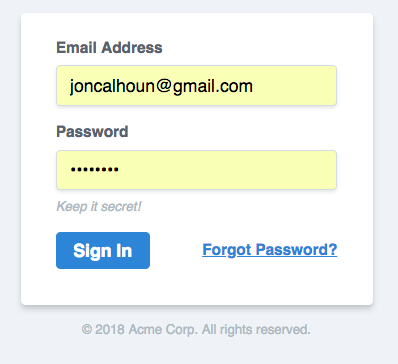 Email Address
joncalhoun@gmail.com
Password
••••••••
Keep it secret!
Sign In
Forgot Password?
© 2018 Acme Corp. All rights reserved.